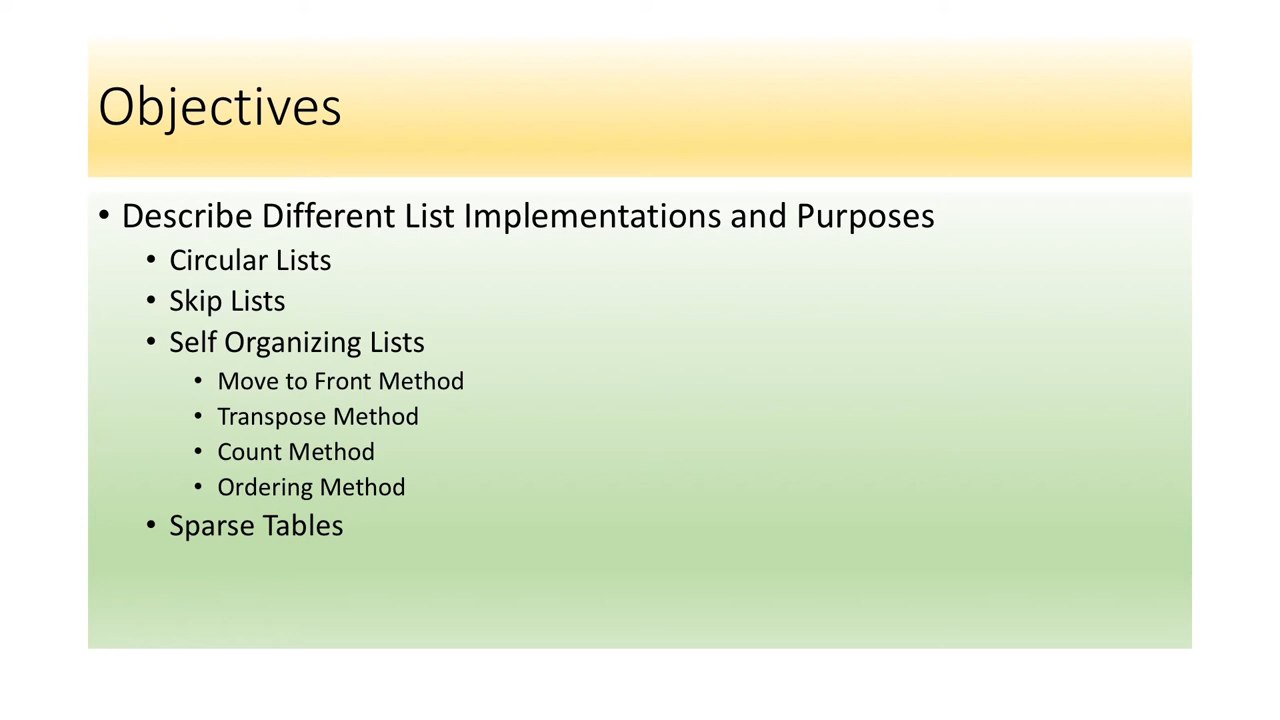 Objectives
• Describe Different List Implementations and Purposes
• Circular Lists
• Skip Lists
• Self Organizing Lists
• Move to Front Method
• Transpose Method
• Count Method
• Ordering Method
• Sparse Tables